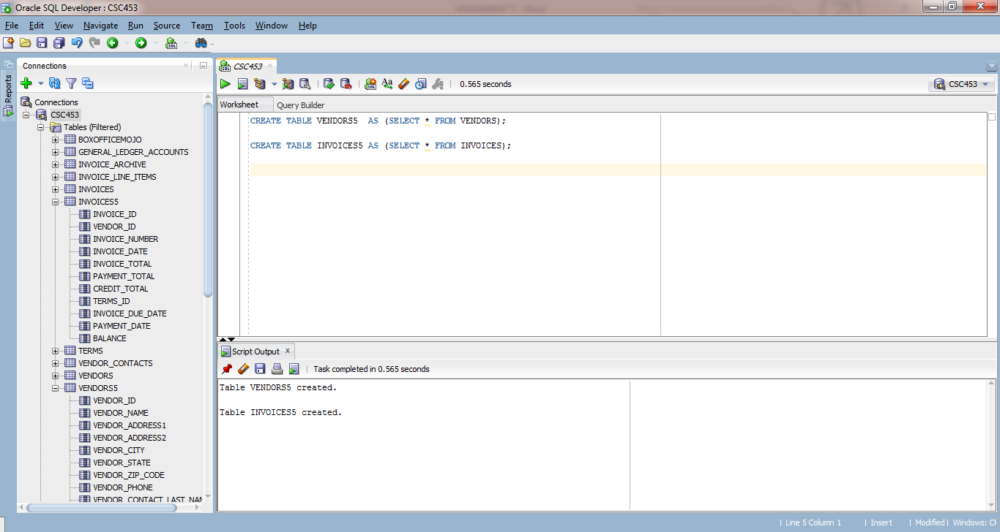 Oracle SQL Developer : CSC453
File Edit View Navigate Run Source Team Tools Window Help
Connections
Reports
Connections
CSC453
Tables (Filtered)
BOXOFFICEMOJO
GENERAL_LEDGER_ACCOUNTS
INVOICE_ARCHIVE
INVOICE_LINE_ITEMS
INVOICES
INVOICES5
INVOICE_ID
VENDOR_ID
INVOICE_NUMBER
INVOICE_DATE
INVOICE_TOTAL
PAYMENT_TOTAL
CREDIT_TOTAL
TERMS_ID
INVOICE_DUE_DATE
PAYMENT_DATE
BALANCE
TERMS
VENDOR_CONTACTS
VENDORS
VENDORS5
VENDOR_ID
VENDOR_NAME
VENDOR_ADDRESS1
VENDOR_ADDRESS2
VENDOR_CITY
VENDOR_STATE
VENDOR_ZIP_CODE
VENDOR_PHONE
VENDOR_CONTACT_LAST_NAM
CSC453
0.565 seconds
CSC453
Worksheet Query Builder
CREATE TABLE VENDORS5  AS (SELECT * FROM VENDORS);
CREATE TABLE INVOICES5 AS (SELECT * FROM INVOICES);
Script Output x
Task completed in 0.565 seconds
Table VENDORS5 created.
Table INVOICES5 created.
Line 5 Column 1 | Insert | Modified | Windows: CF